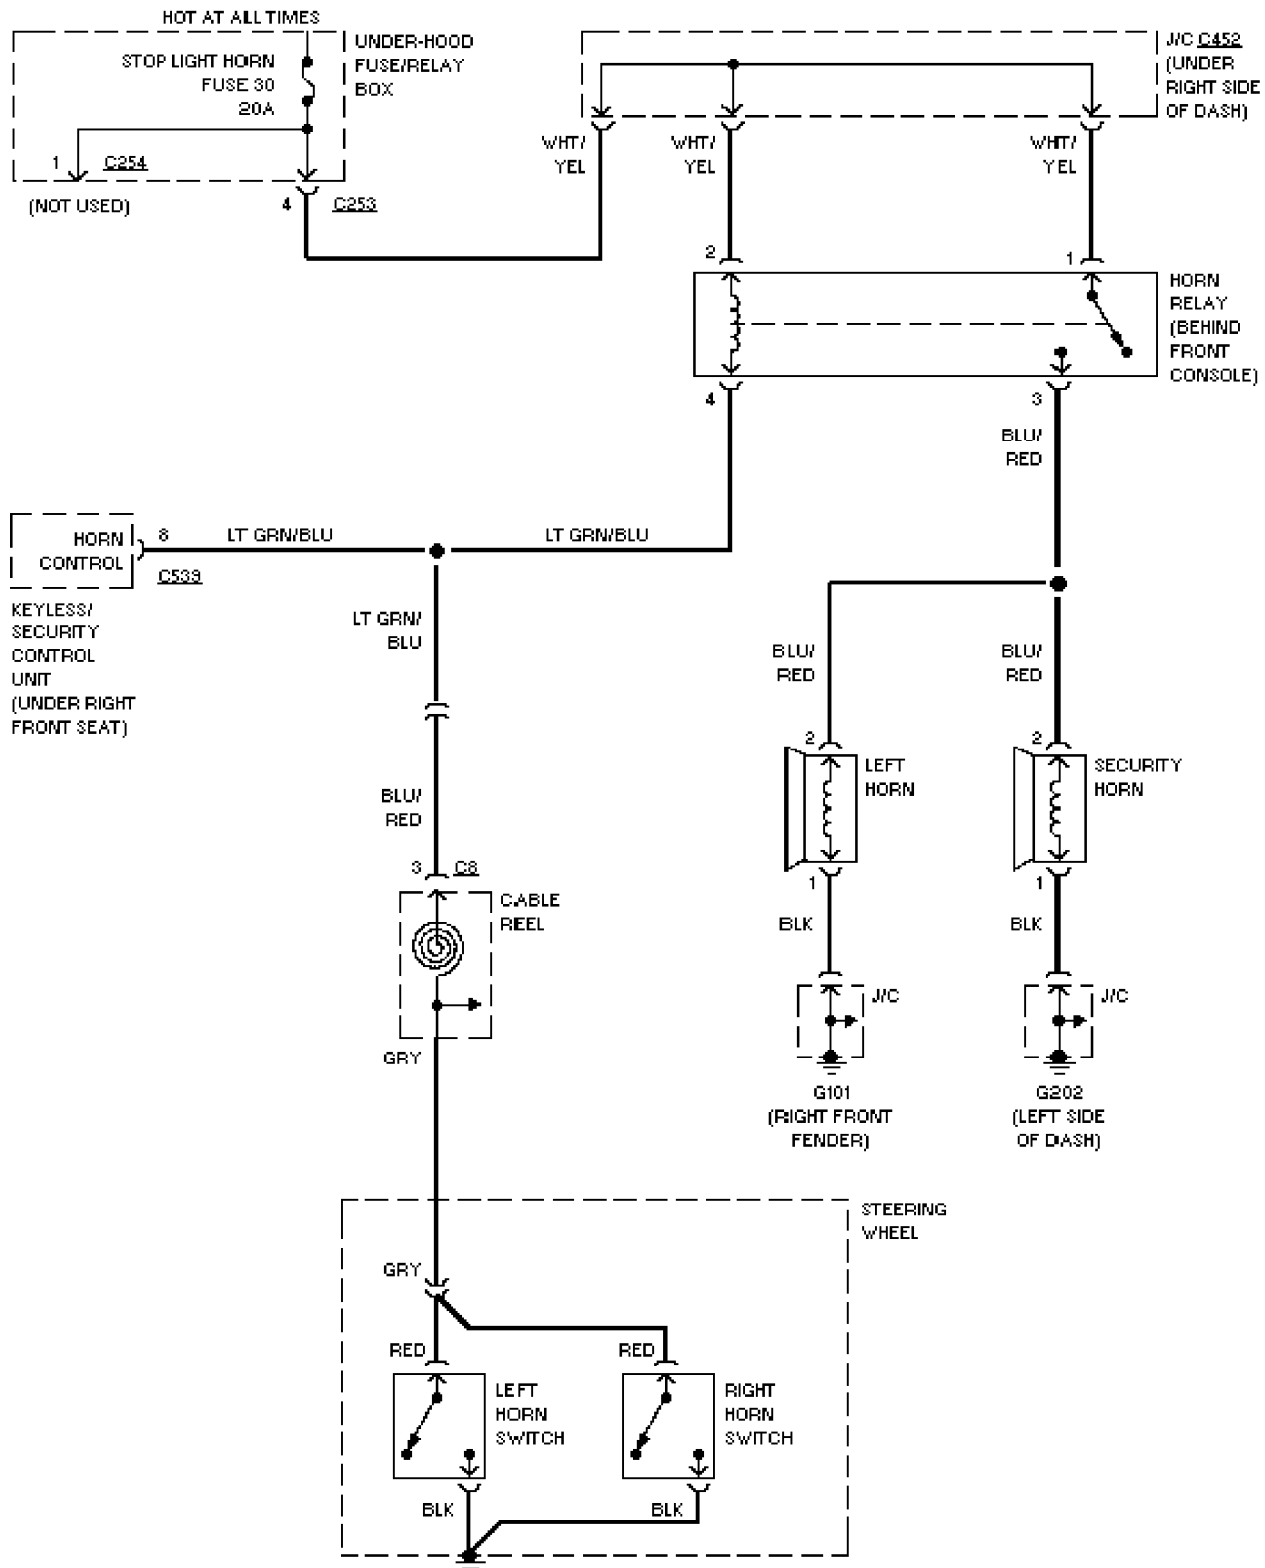 HOT AT ALL TIMES
STOP LIGHT HORN
FUSE 30
20A
UNDER-HOOD
FUSE/RELAY
BOX
1
C254
(NOT USED)
4
C253
J/C C452
(UNDER
RIGHT SIDE
OF DASH)
WHT/
YEL
WHT/
YEL
WHT/
YEL
2
1
HORN
RELAY
(BEHIND
FRONT
CONSOLE)
4
3
BLU/
RED
HORN
CONTROL
8
C539
LT GRN/BLU
LT GRN/BLU
KEYLESS/
SECURITY
CONTROL
UNIT
(UNDER RIGHT
FRONT SEAT)
LT GRN/
BLU
BLU/
RED
BLU/
RED
2
LEFT
HORN
2
SECURITY
HORN
BLU/
RED
3
C8
CABLE
REEL
1
BLK
1
BLK
J/C
J/C
GRY
G101
(RIGHT FRONT
FENDER)
G202
(LEFT SIDE
OF DASH)
STEERING
WHEEL
GRY
RED
RED
LEFT
HORN
SWITCH
RIGHT
HORN
SWITCH
BLK
BLK